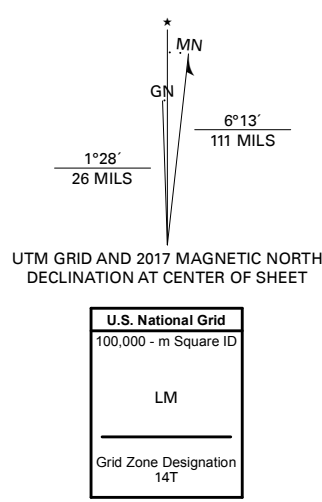 ★
MN
GN
6°13´
111 MILS
1°28´
26 MILS
UTM GRID AND 2017 MAGNETIC NORTH
DECLINATION AT CENTER OF SHEET
U.S. National Grid
100,000 - m Square ID
LM
Grid Zone Designation
14T